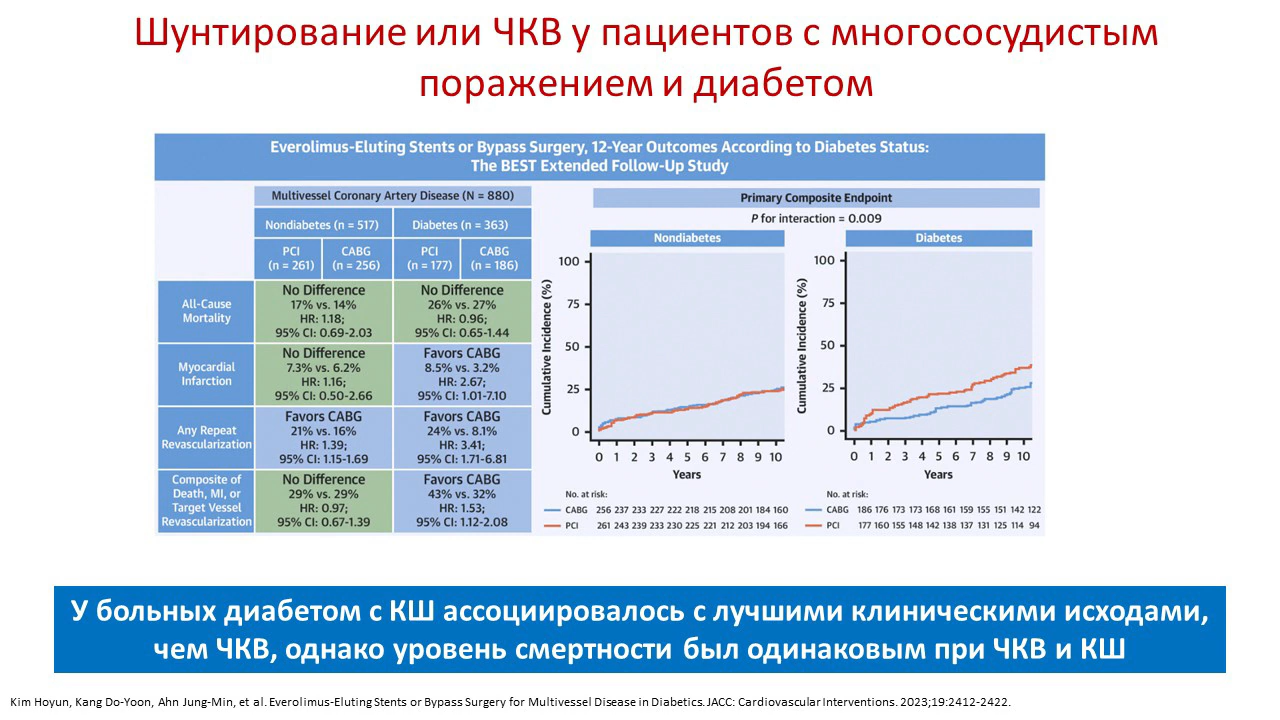 Шунтирование или ЧКВ у пациентов с многососудистым
поражением и диабетом
Everolimus-Eluting Stents or Bypass Surgery, 12-Year Outcomes According to Diabetes Status:
The BEST Extended Follow-Up Study
Multivessel Coronary Artery Disease (N = 880)
Nondiabetes (n = 517)
Diabetes (n = 363)
PCI
(n = 261)
CABG
(n = 256)
PCI
(n = 177)
CABG
(n = 186)
All-Cause
Mortality
No Difference
17% vs. 14%
HR: 1.18;
95% CI: 0.69-2.03
No Difference
26% vs. 27%
HR: 0.96;
95% CI: 0.65-1.44
Myocardial
Infarction
No Difference
7.3% vs. 6.2%
HR: 1.16;
95% CI: 0.50-2.66
Favors CABG
8.5% vs. 3.2%
HR: 2.67;
95% CI: 1.01-7.10
Any Repeat
Revascularization
Favors CABG
21% vs. 16%
HR: 1.39;
95% CI: 1.15-1.69
Favors CABG
24% vs. 8.1%
HR: 3.41;
95% CI: 1.71-6.81
Composite of
Death, MI, or
Target Vessel
Revascularization
No Difference
29% vs. 29%
HR: 0.97;
95% CI: 0.67-1.39
Favors CABG
43% vs. 32%
HR: 1.53;
95% CI: 1.12-2.08
Primary Composite Endpoint
P for interaction = 0.009
Nondiabetes
Cumulative Incidence (%)
100
75
50
25
0
0 1 2 3 4 5 6 7 8 9 10
Years
No. at risk:
CABG 256 237 233 227 222 218 215 208 201 184 160
PCI 261 243 239 233 230 225 221 212 203 194 166
Diabetes
Cumulative Incidence (%)
100
75
50
25
0
0 1 2 3 4 5 6 7 8 9 10
Years
No. at risk:
CABG 186 176 173 173 168 161 159 155 151 142 122
PCI 177 160 155 148 142 138 137 131 125 114 94
У больных диабетом с КШ ассоциировалось с лучшими клиническими исходами,
чем ЧКВ, однако уровень смертности был одинаковым при ЧКВ и КШ
Kim Hoyun, Kang Do-Yoon, Ahn Jung-Min, et al. Everolimus-Eluting Stents or Bypass Surgery for Multivessel Disease in Diabetics. JACC: Cardiovascular Interventions. 2023;19:2412-2422.